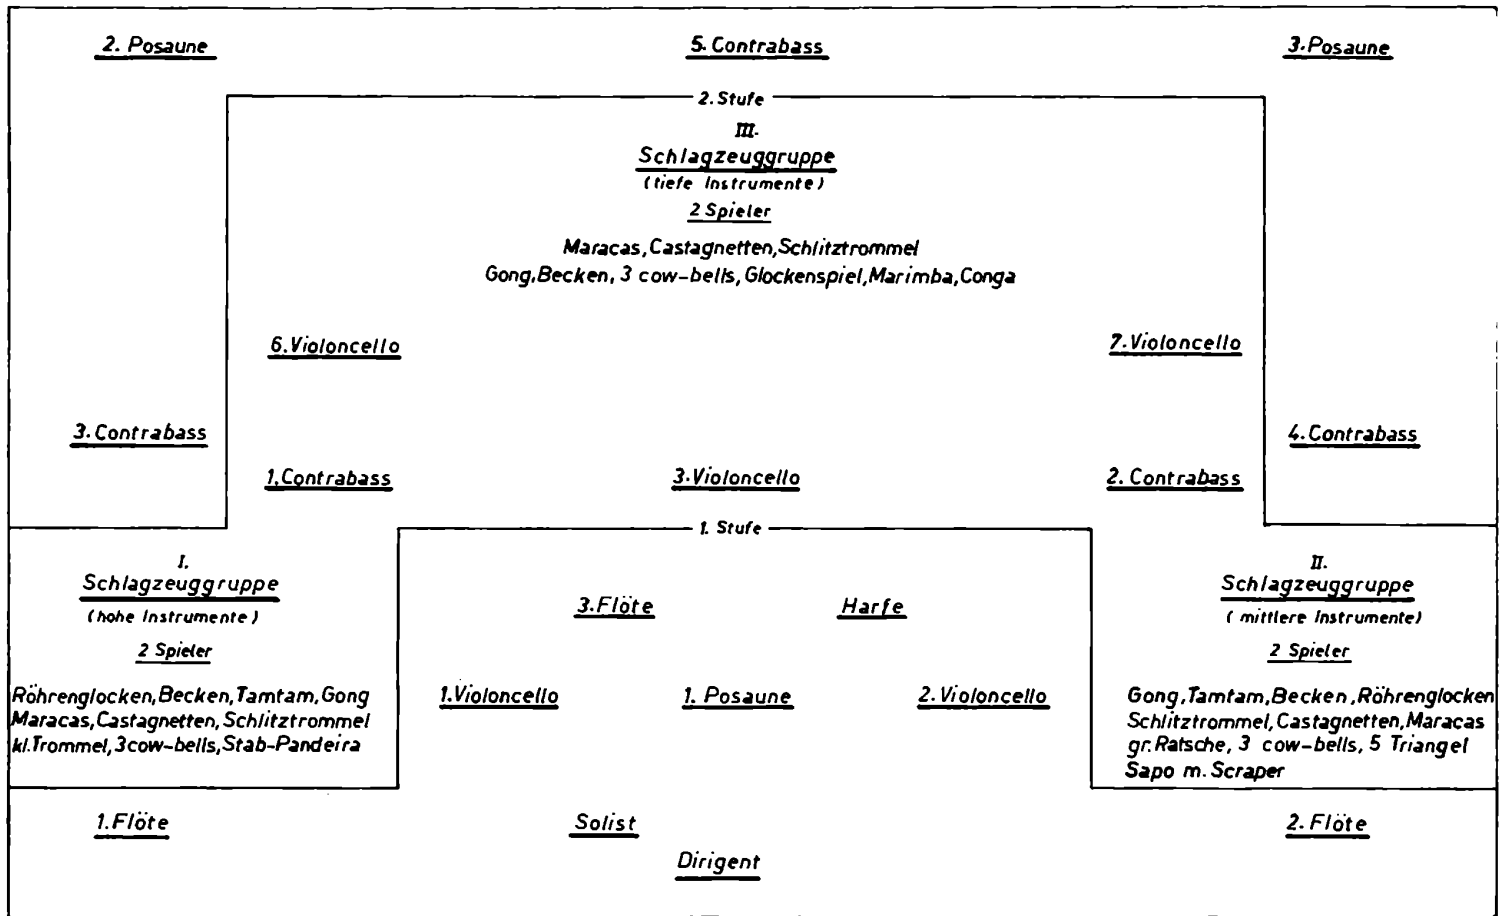 2. Posaune
5. Contrabass
3. Posaune
2. Stufe
III.
Schlagzeuggruppe
(tiefe Instrumente)
2 Spieler
Maracas, Castagnetten, Schlitztrommel
Gong, Becken, 3 cow-bells, Glockenspiel, Marimba, Conga
6. Violoncello
7. Violoncello
3. Contrabass
4. Contrabass
1. Contrabass
3. Violoncello
2. Contrabass
1. Stufe
I.
Schlagzeuggruppe
(hohe Instrumente)
2 Spieler
Röhrenglocken, Becken, Tamtam, Gong
Maracas, Castagnetten, Schlitztrommel
kl. Trommel, 3 cow-bells, Stab-Pandeira
3. Flöte
Harfe
1. Violoncello
1. Posaune
2. Violoncello
II.
Schlagzeuggruppe
(mittlere Instrumente)
2 Spieler
Gong, Tamtam, Becken, Röhrenglocken
Schlitztrommel, Castagnetten, Maracas
gr. Ratsche, 3 cow-bells, 5 Triangel
Sapo m. Scraper
1. Flöte
Solist
2. Flöte
Dirigent